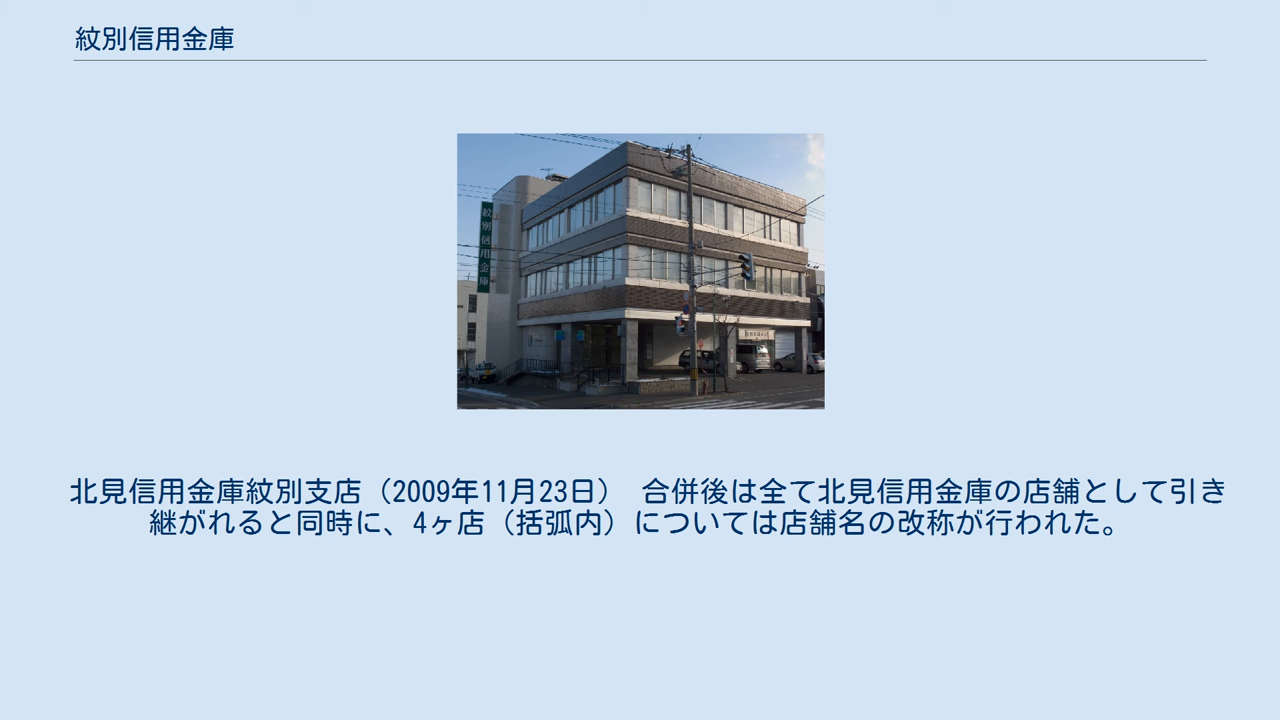 紋別信用金庫
紋別信用金庫
北見信用金庫紋別支店（2009年11月23日）　合併後は全て北見信用金庫の店舗として引き
継がれると同時に、4ヶ店（括弧内）については店舗名の改称が行われた。